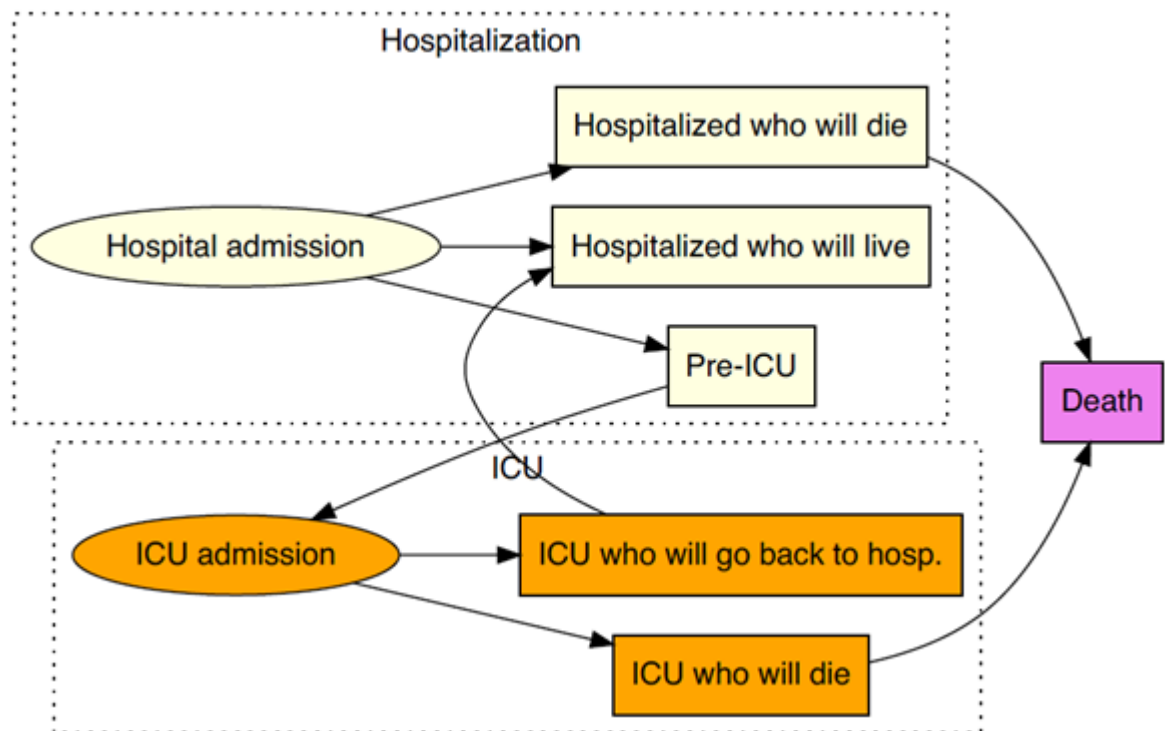 Hospitalization
Hospitalized who will die
Hospital admission
Hospitalized who will live
Pre-ICU
Death
ICU
ICU admission
ICU who will go back to hosp.
ICU who will die